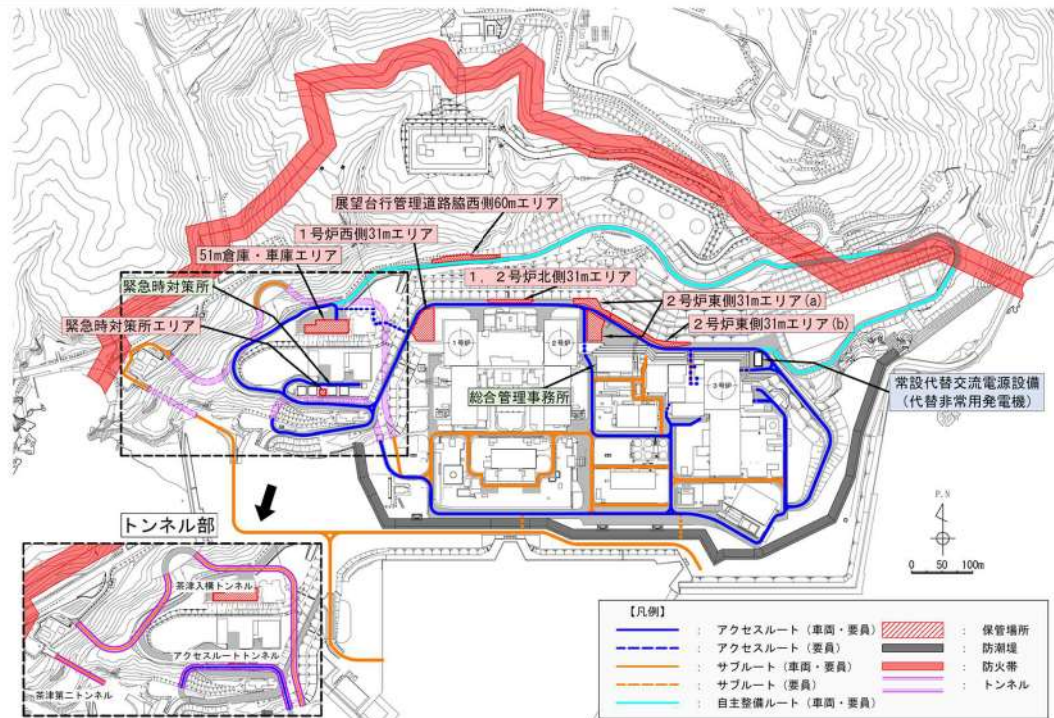 展望台行管理道路脇西側60mエリア
1号炉西側31mエリア
51m倉庫・車庫エリア
1，2号炉北側31mエリア
緊急時対策所
2号炉東側31mエリア(a)
緊急時対策所エリア
2号炉東側31mエリア(b)
1号炉
2号炉
3号炉
総合管理事務所
常設代替交流電源設備
(代替非常用発電機)
トンネル部
P.N
0 50 100m
茶津入構トンネル
アクセスルートトンネル
茶津第二トンネル
【凡例】
： アクセスルート（車両・要員） ： 保管場所
： アクセスルート（要員） ： 防潮堤
： サブルート（車両・要員） ： 防火帯
： サブルート（要員） ： トンネル
： 自主整備ルート（車両・要員）